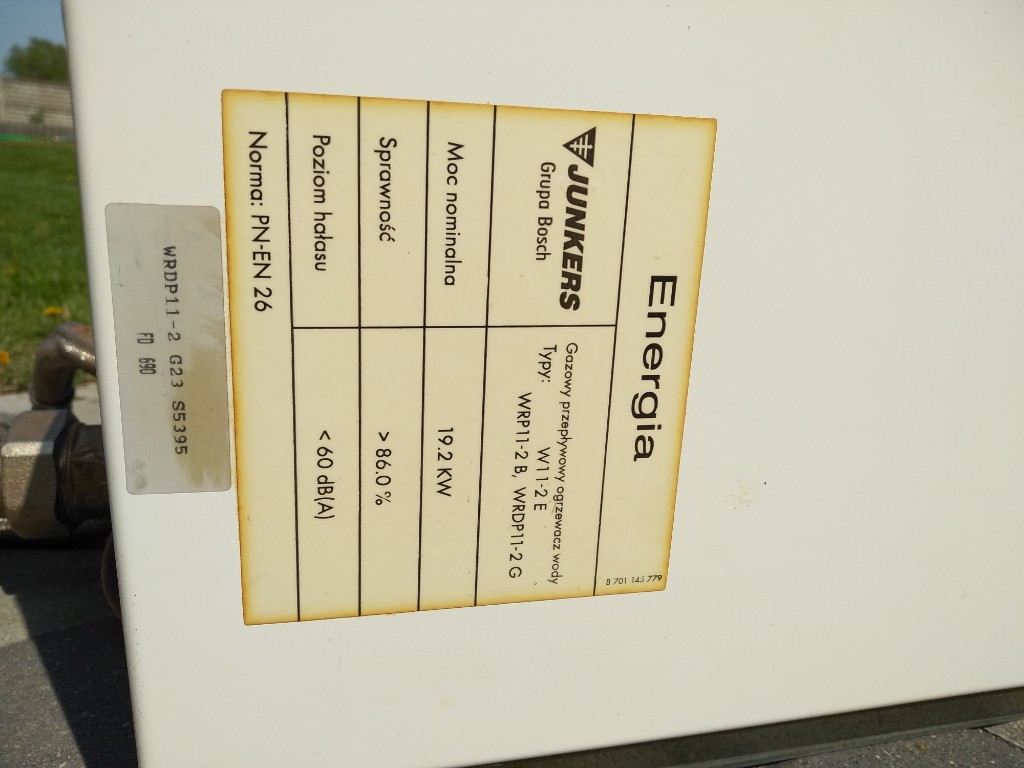 Energia
8 701 145 779
JUNKERS
Grupa Bosch
Gazowy przepływowy ogrzewacz wody
Typy: W11-2 E
WRP11-2 B, WRDP11-2 G
Moc nominalna 19.2 KW
Sprawność > 86.0 %
Poziom hałasu < 60 dB(A)
Norma: PN-EN 26
WRDP11-2 G23 S5395
FD 690